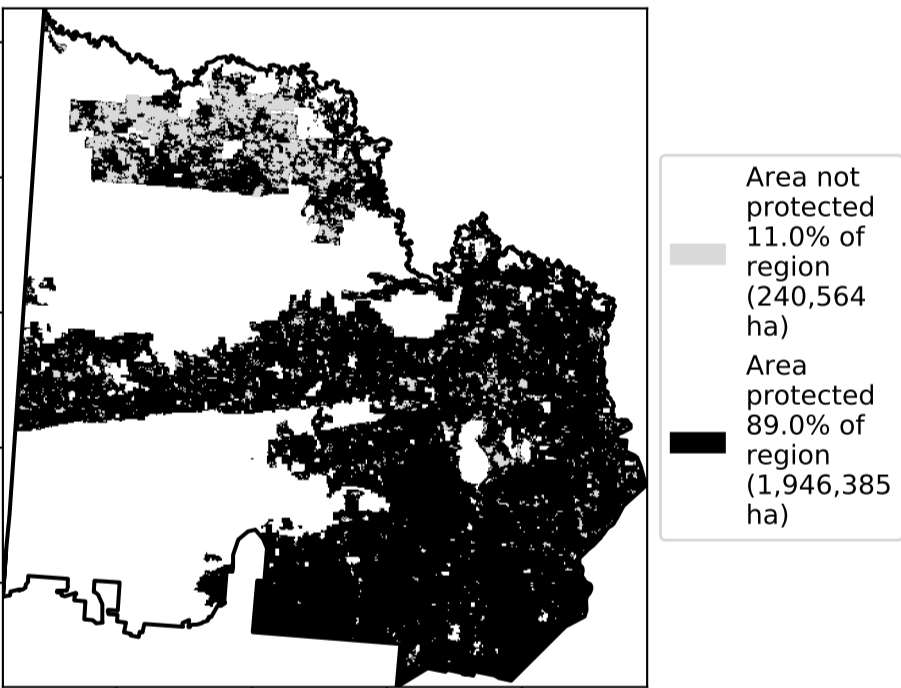 Area not
protected
11.0% of
region
(240,564
ha)
Area
protected
89.0% of
region
(1,946,385
ha)